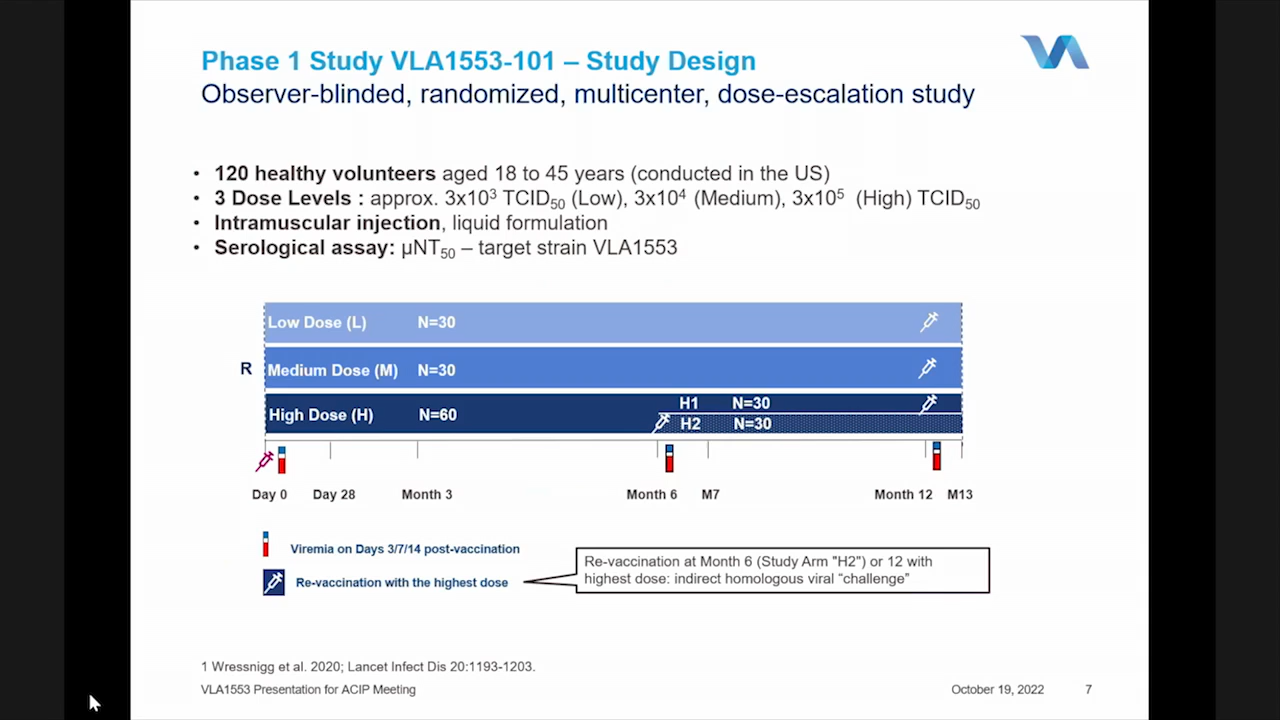 Phase 1 Study VLA1553-101 – Study Design
Observer-blinded, randomized, multicenter, dose-escalation study
• 120 healthy volunteers aged 18 to 45 years (conducted in the US)
• 3 Dose Levels : approx. 3x10³ TCID₅₀ (Low), 3x10⁴ (Medium), 3x10⁵ (High) TCID₅₀
• Intramuscular injection, liquid formulation
• Serological assay: µNT₅₀ – target strain VLA1553
Low Dose (L) N=30
R Medium Dose (M) N=30
High Dose (H) N=60
H1 N=30
H2 N=30
Day 0 Day 28 Month 3 Month 6 M7 Month 12 M13
Viremia on Days 3/7/14 post-vaccination
Re-vaccination with the highest dose
Re-vaccination at Month 6 (Study Arm "H2") or 12 with
highest dose: indirect homologous viral “challenge”
1 Wressnigg et al. 2020; Lancet Infect Dis 20:1193-1203.
VLA1553 Presentation for ACIP Meeting October 19, 2022 7